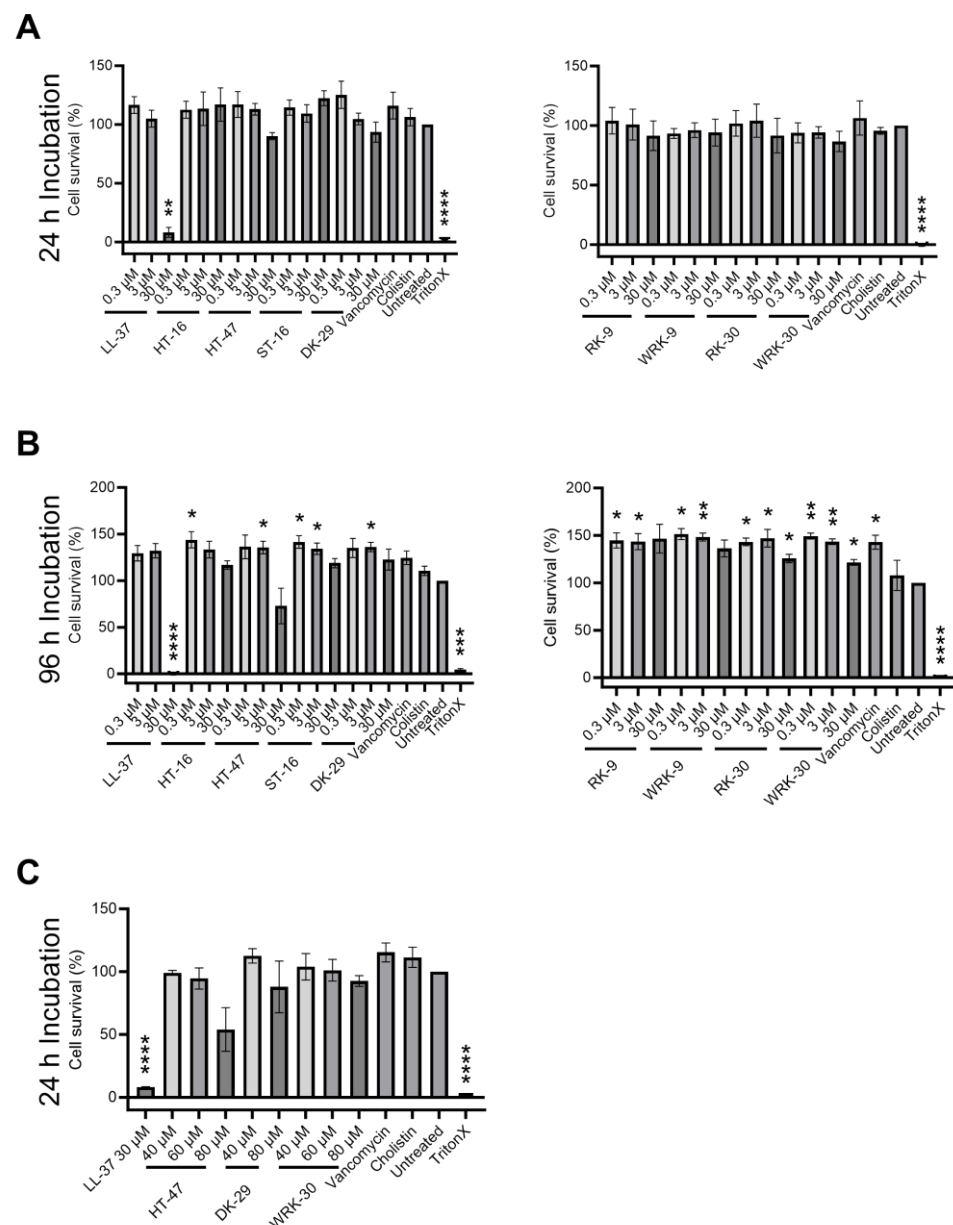 A
24 h Incubation
Cell survival (%)
150
100
50
0
**
****
0.3 µM
3 µM
30 µM
0.3 µM
3 µM
30 µM
0.3 µM
3 µM
30 µM
0.3 µM
3 µM
30 µM
0.3 µM
3 µM
30 µM
Vancomycin
Colistin
Untreated
TritonX
LL-37
HT-16
HT-47
ST-16
DK-29
Cell survival (%)
150
100
50
0
****
0.3 µM
3 µM
30 µM
0.3 µM
3 µM
30 µM
0.3 µM
3 µM
30 µM
0.3 µM
3 µM
30 µM
Vancomycin
Cholistin
Untreated
TritonX
RK-9
WRK-9
RK-30
WRK-30
B
96 h Incubation
Cell survival (%)
200
150
100
50
0
****
*
*
*
*
*
***
0.3 µM
3 µM
30 µM
0.3 µM
3 µM
30 µM
0.3 µM
3 µM
30 µM
0.3 µM
3 µM
30 µM
0.3 µM
3 µM
30 µM
Vancomycin
Colistin
Untreated
TritonX
LL-37
HT-16
HT-47
ST-16
DK-29
Cell survival (%)
200
150
100
50
0
*
*
*
**
*
*
*
**
**
*
*
****
0.3 µM
3 µM
30 µM
0.3 µM
3 µM
30 µM
0.3 µM
3 µM
30 µM
0.3 µM
3 µM
30 µM
Vancomycin
Colistin
Untreated
TritonX
RK-9
WRK-9
RK-30
WRK-30
C
24 h Incubation
Cell survival (%)
150
100
50
0
****
****
LL-37 30 µM
40 µM
60 µM
80 µM
40 µM
80 µM
40 µM
60 µM
80 µM
Vancomycin
Cholistin
Untreated
TritonX
HT-47
DK-29
WRK-30